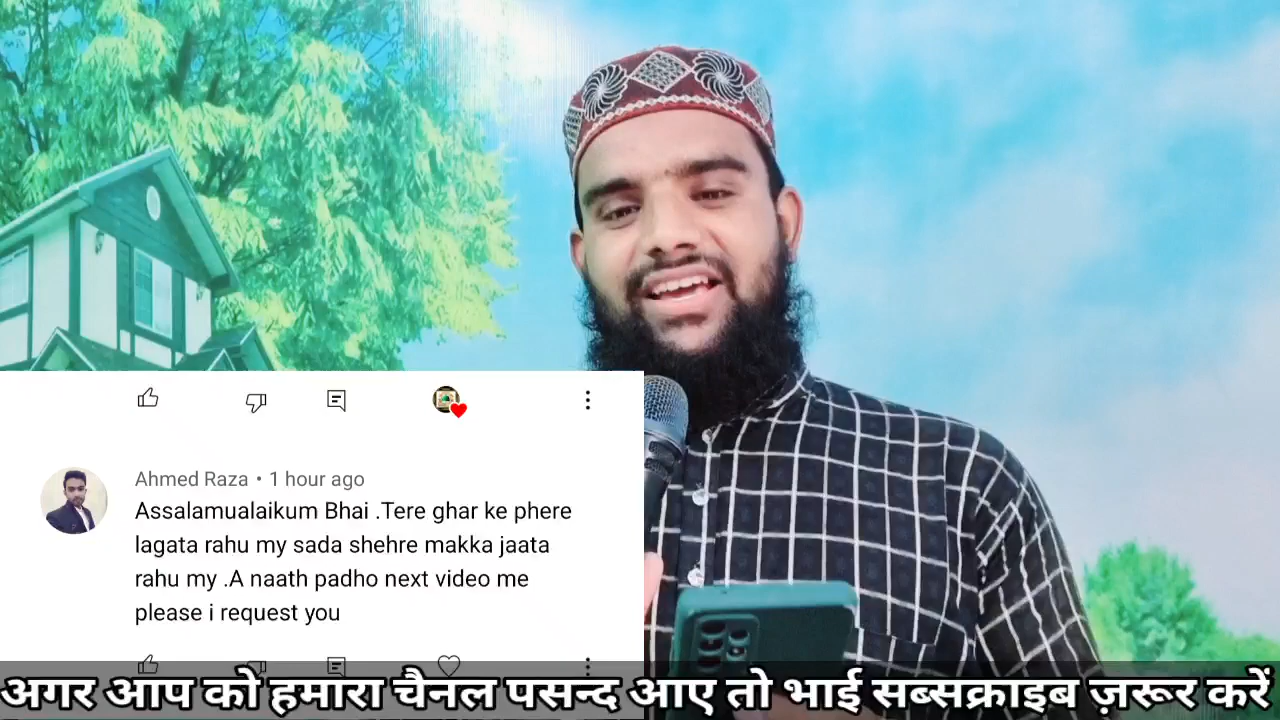 Ahmed Raza • 1 hour ago
Assalamualaikum Bhai .Tere ghar ke phere
lagata rahu my sada shehre makka jaata
rahu my .A naath padho next video me
please i request you
अगर आप को हमारा चैनल पसन्द आए तो भाई सब्सक्राइब ज़रूर करें